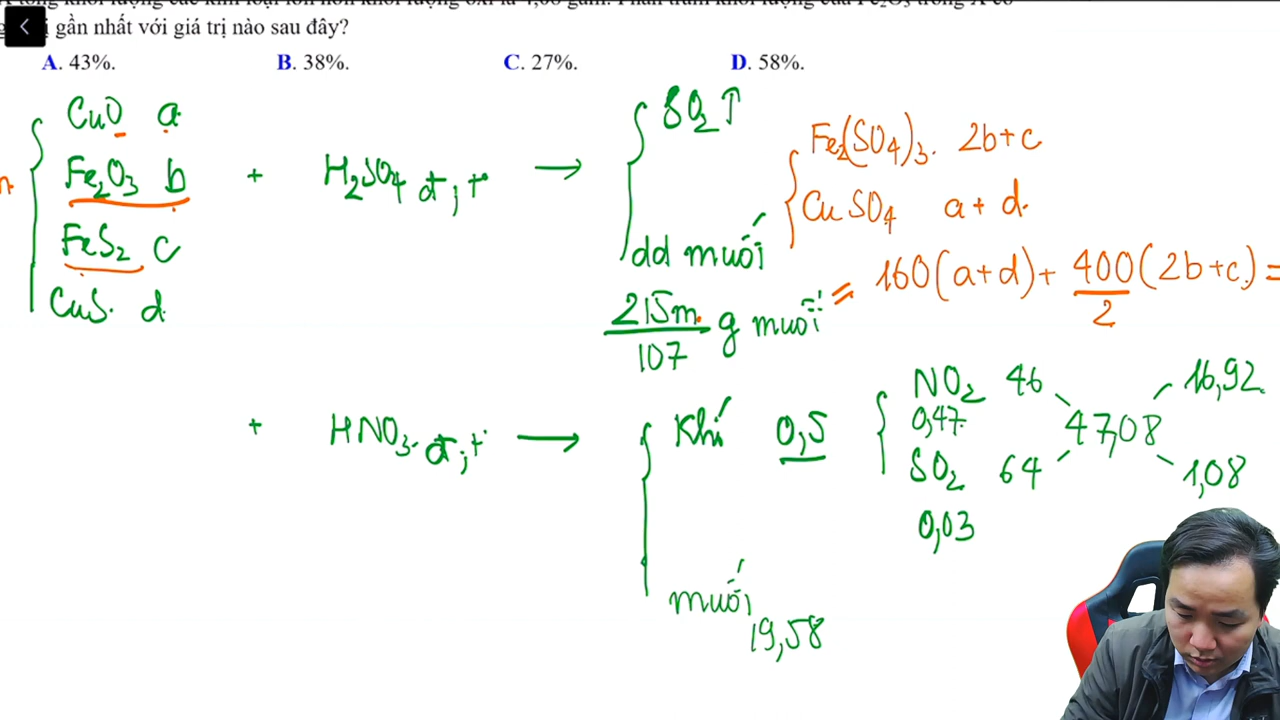 gần nhất với giá trị nào sau đây?
A. 43%. B. 38%. C. 27%. D. 58%.
CuO a
Fe2O3 b
FeS2 c
CuS. d
+ H2SO4 đ, t° →
SO2↑
dd muối
Fe2(SO4)3. 2b+c
CuSO4 a+d
215m/107 g muối = 160(a+d) + 400/2 (2b+c) =
+ HNO3. đ, t° →
Khí 0,5
NO2 46 16,92
0,47 47,08
SO2 64 1,08
0,03
muối
19,58